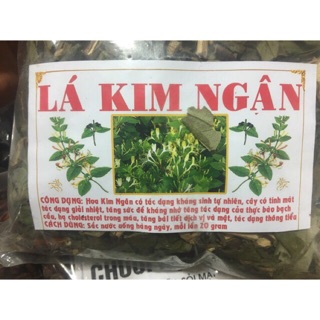 LÁ KIM NGÂN
CÔNG DỤNG: Hoa Kim Ngân có tác dụng kháng sinh tự nhiên, cây có tính mát
tác dụng giải nhiệt, tăng sức đề kháng nhờ tăng tác dụng của thực bào bạch
cầu, hạ cholesterol trong máu, tăng bài tiết dịch vị và mật, tác dụng thông tiểu
CÁCH DÙNG: Sắc nước uống hàng ngày, mỗi lần 20 gram